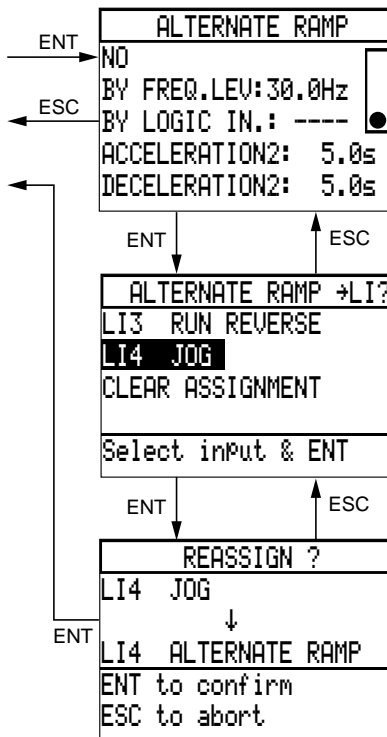 ALTERNATE RAMP
ENT
NO
BY FREQ.LEV:30.0Hz
ESC
BY LOGIC IN.: ----
ACCELERATION2: 5.0s
DECELERATION2: 5.0s
ENT
ESC
ALTERNATE RAMP →LI?
LI3 RUN REVERSE
LI4 JOG
CLEAR ASSIGNMENT
Select input & ENT
ENT
ESC
REASSIGN ?
LI4 JOG
↓
ENT
LI4 ALTERNATE RAMP
ENT to confirm
ESC to abort